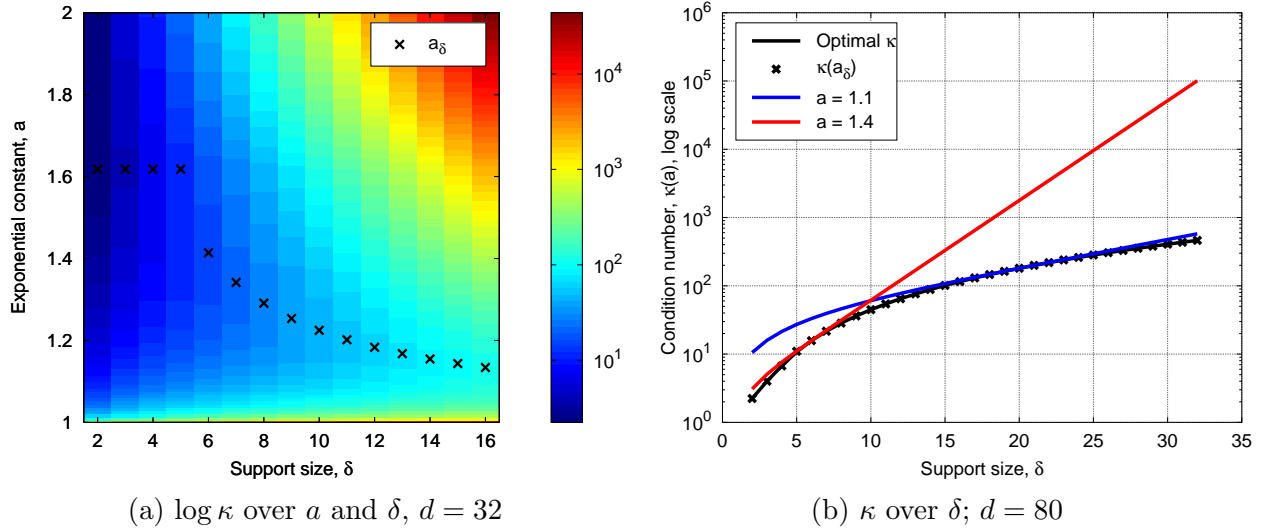 2
1.8
1.6
1.4
1.2
1
Exponential constant, a
2 4 6 8 10 12 14 16
Support size, δ
a_δ
10^4
10^3
10^2
10^1
(a) log κ over a and δ, d = 32
Condition number, κ(a), log scale
10^6
10^5
10^4
10^3
10^2
10^1
10^0
0 5 10 15 20 25 30 35
Support size, δ
Optimal κ
κ(a_δ)
a = 1.1
a = 1.4
(b) κ over δ; d = 80